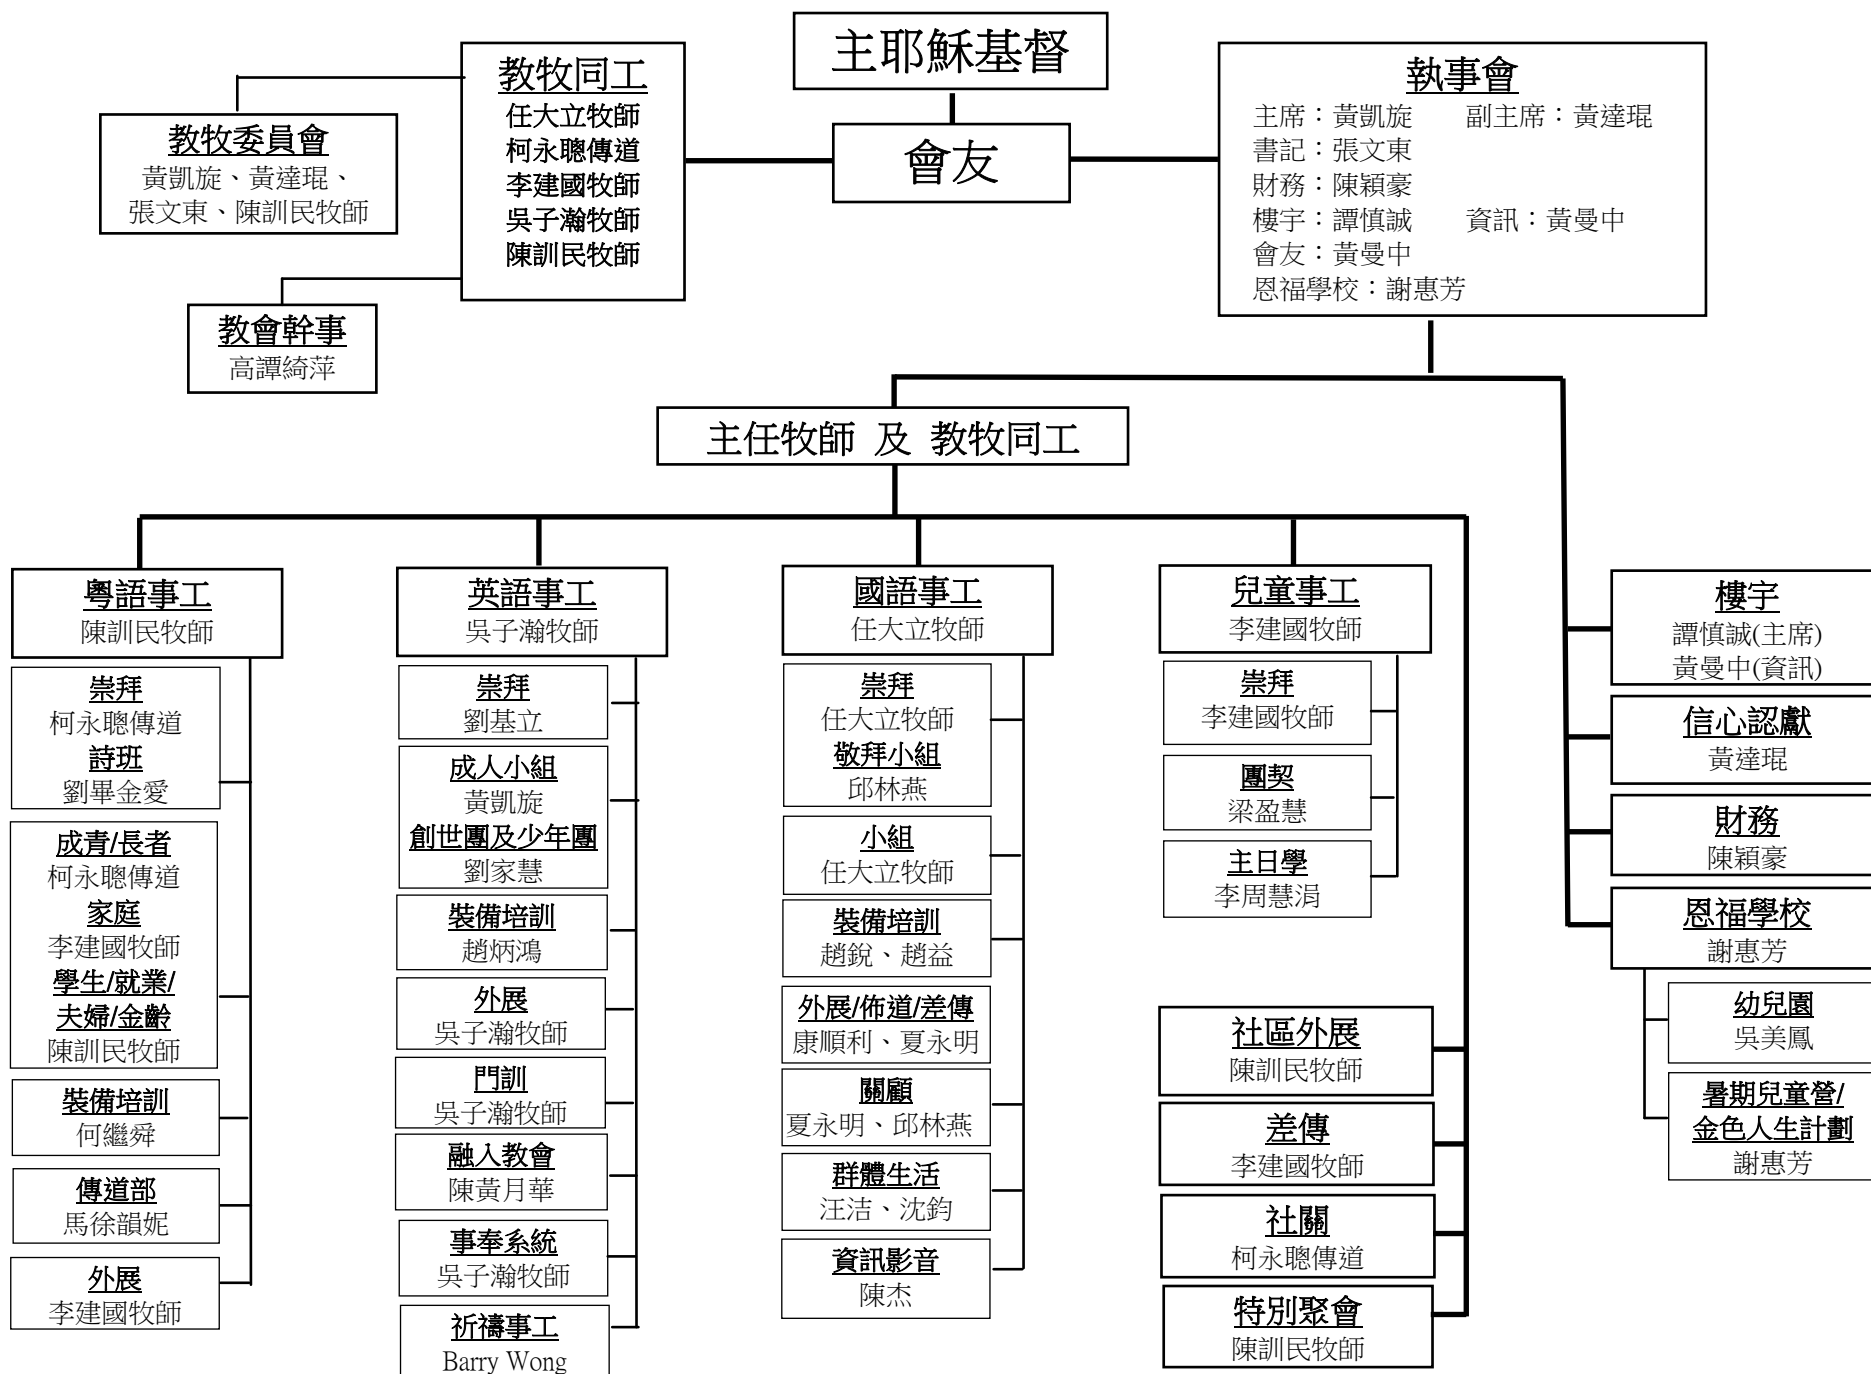 主耶穌基督
會友
教牧同工
任大立牧師
柯永聰傳道
李建國牧師
吳子瀚牧師
陳訓民牧師
教牧委員會
黃凱旋、黃達琨、
張文東、陳訓民牧師
教會幹事
高譚綺萍
執事會
主席：黃凱旋 副主席：黃達琨
書記：張文東
財務：陳穎豪
樓宇：譚慎誠 資訊：黃曼中
會友：黃曼中
恩福學校：謝惠芳
主任牧師 及 教牧同工
粵語事工
陳訓民牧師
崇拜
柯永聰傳道
詩班
劉畢金愛
成青/長者
柯永聰傳道
家庭
李建國牧師
學生/就業/
夫婦/金齡
陳訓民牧師
裝備培訓
何繼舜
傳道部
馬徐韻妮
外展
李建國牧師
英語事工
吳子瀚牧師
崇拜
劉基立
成人小組
黃凱旋
創世團及少年團
劉家慧
裝備培訓
趙炳鴻
外展
吳子瀚牧師
門訓
吳子瀚牧師
融入教會
陳黃月華
事奉系統
吳子瀚牧師
祈禱事工
Barry Wong
國語事工
任大立牧師
崇拜
任大立牧師
敬拜小組
邱林燕
小組
任大立牧師
裝備培訓
趙銳、趙益
外展/佈道/差傳
康順利、夏永明
關顧
夏永明、邱林燕
群體生活
汪洁、沈鈞
資訊影音
陳杰
兒童事工
李建國牧師
崇拜
李建國牧師
團契
梁盈慧
主日學
李周慧涓
社區外展
陳訓民牧師
差傳
李建國牧師
社關
柯永聰傳道
特別聚會
陳訓民牧師
樓宇
譚慎誠(主席)
黃曼中(資訊)
信心認獻
黃達琨
財務
陳穎豪
恩福學校
謝惠芳
幼兒園
吳美鳳
暑期兒童營/
金色人生計劃
謝惠芳